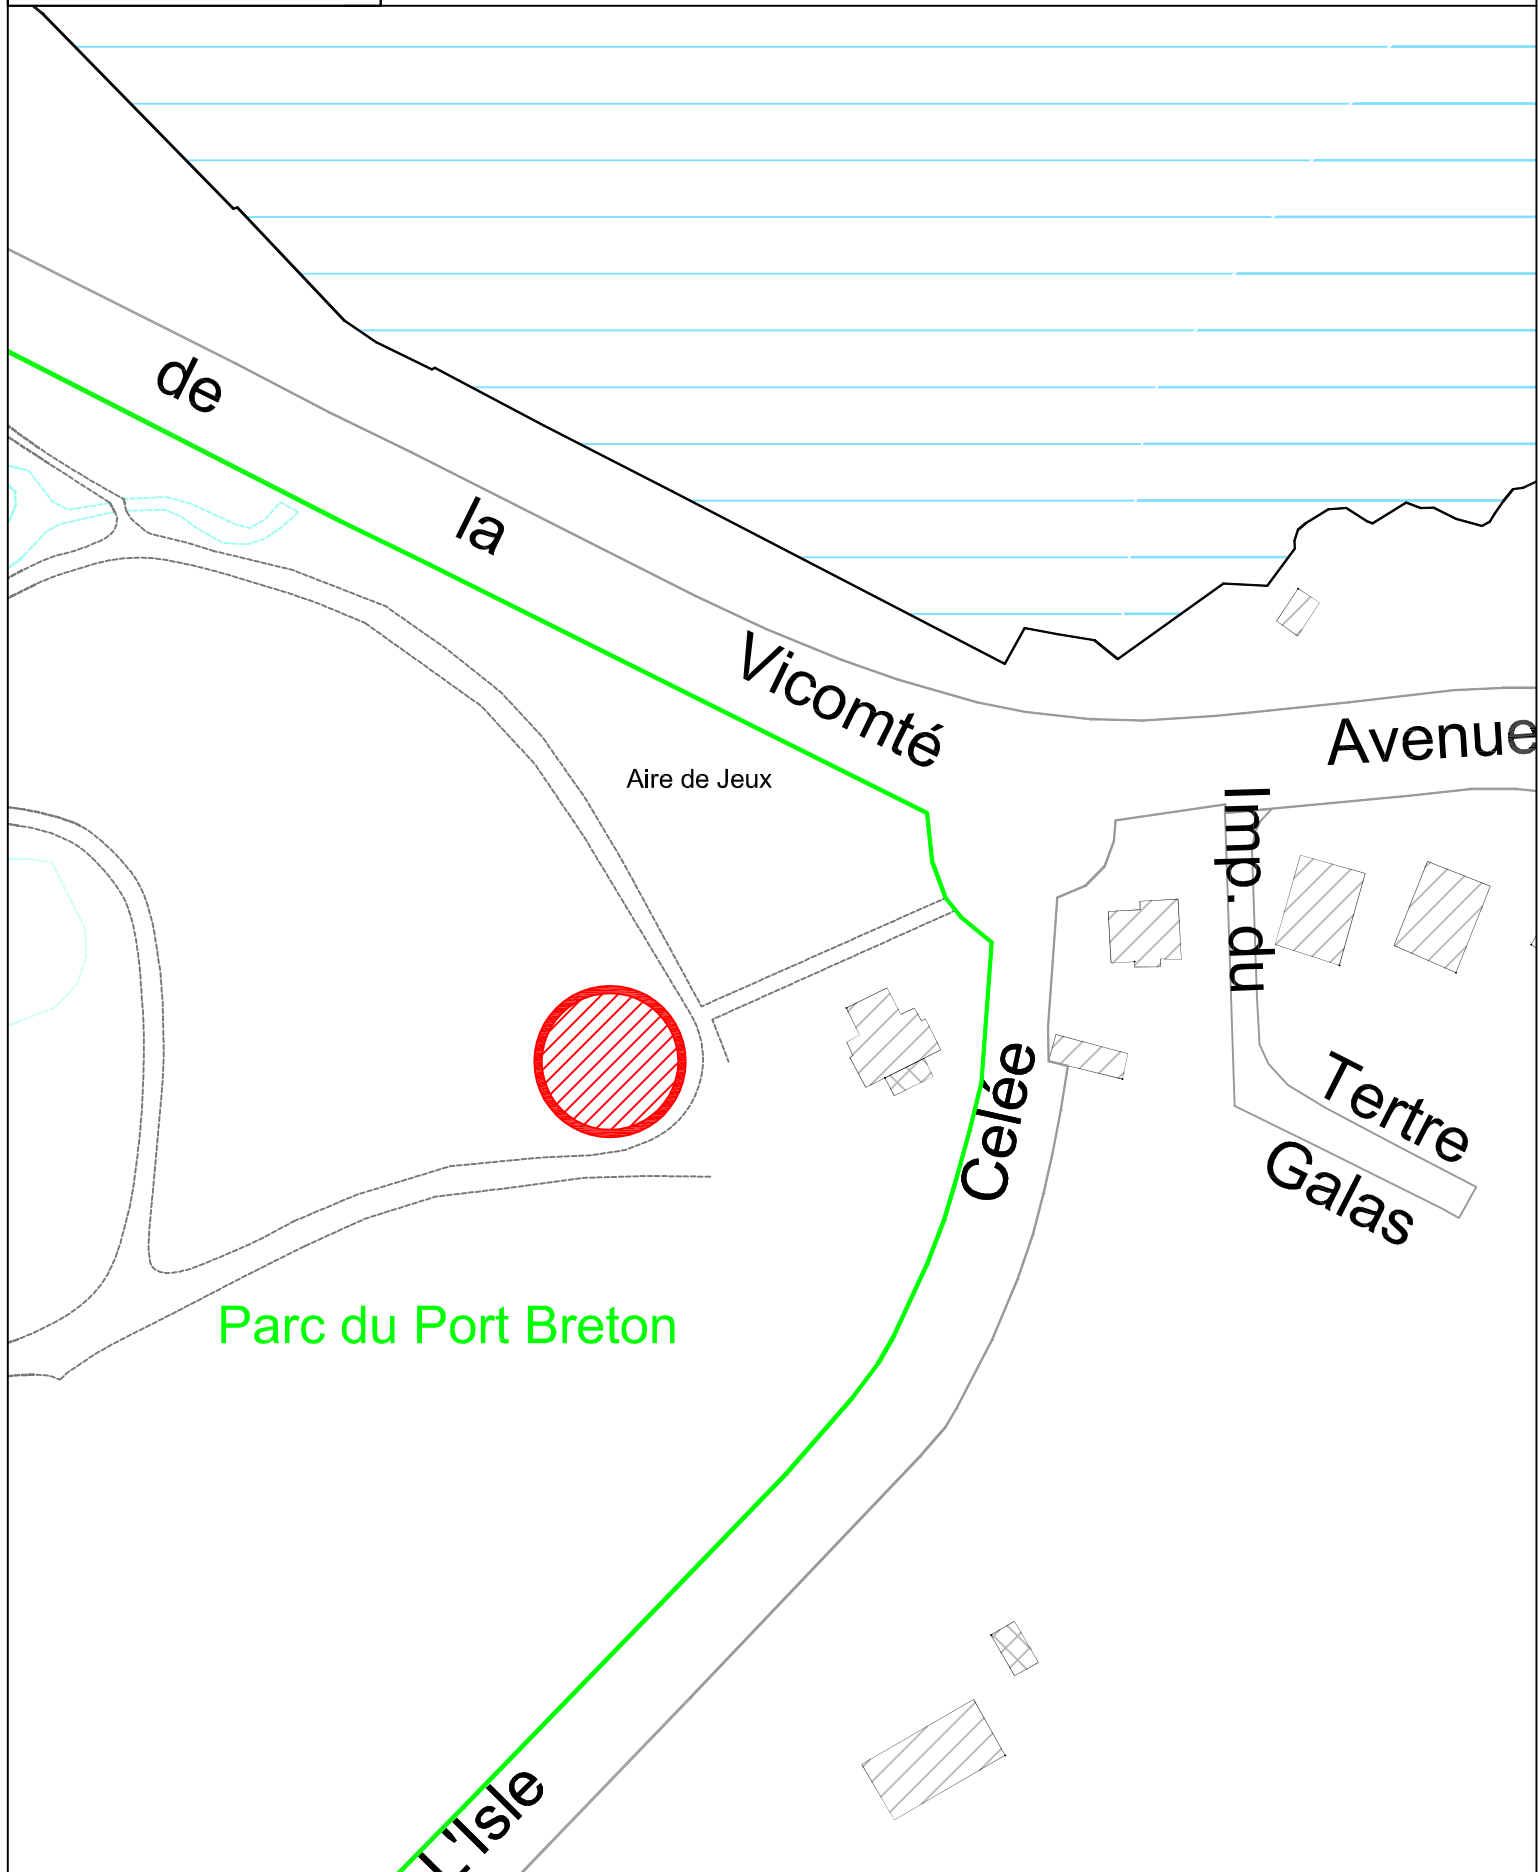 de
la
Vicomté
Avenue
Aire de Jeux
Imp. du
Tertre
Galas
Celée
Parc du Port Breton
L'Isle